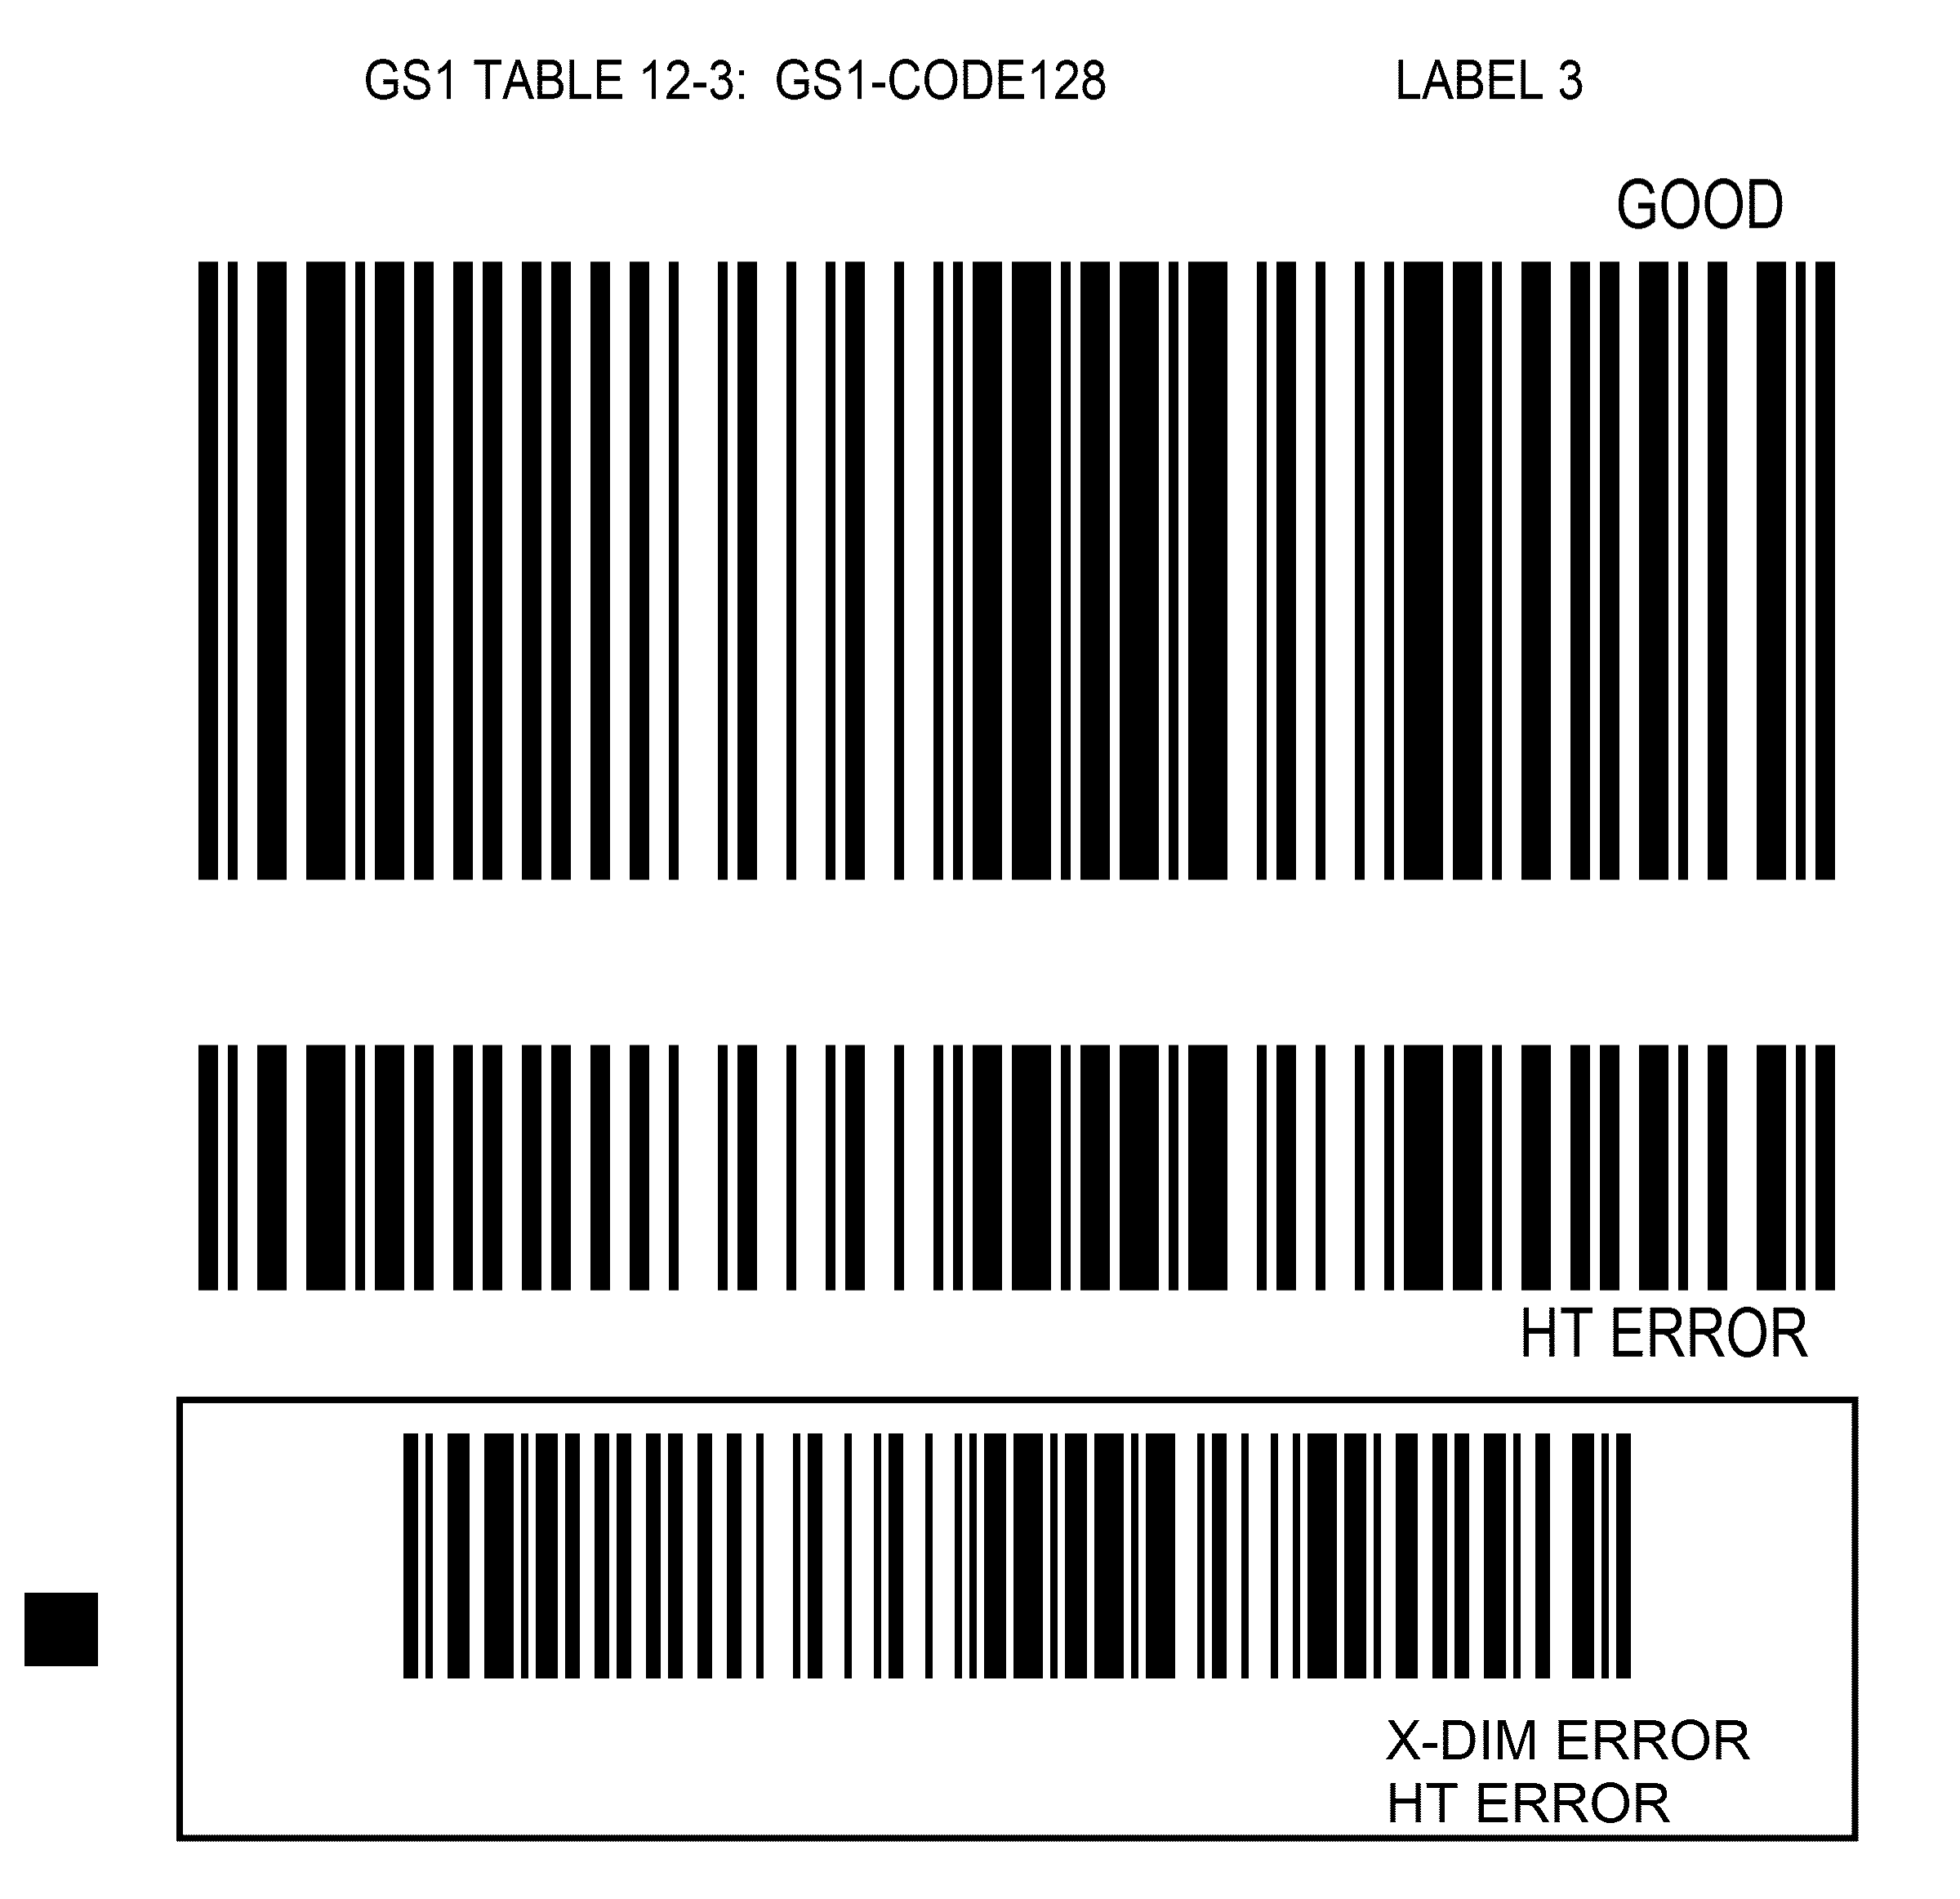 GS1 TABLE 12-3: GS1-CODE128 LABEL 3
GOOD
HT ERROR
X-DIM ERROR
HT ERROR